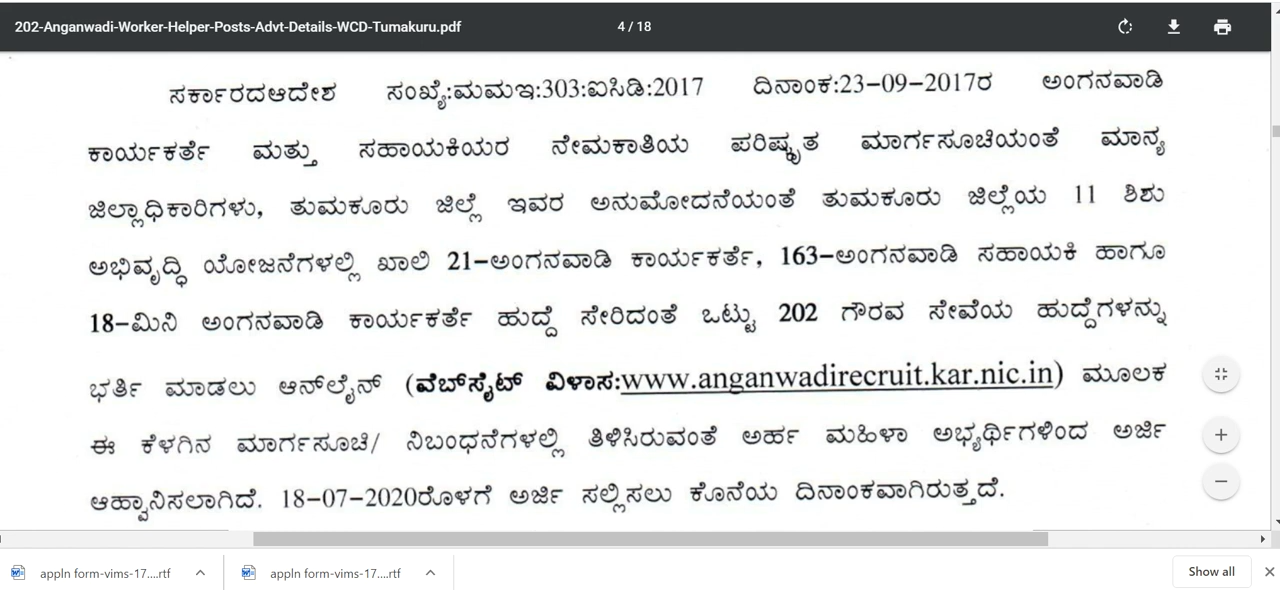 202-Anganwadi-Worker-Helper-Posts-Advt-Details-WCD-Tumakuru.pdf 4 / 18
ಸರ್ಕಾರದಆದೇಶ ಸಂಖ್ಯೆ:ಮಮಇ:303:ಐಸಿಡಿ:2017 ದಿನಾಂಕ:23-09-2017ರ ಅಂಗನವಾಡಿ
ಕಾರ್ಯಕರ್ತೆ ಮತ್ತು ಸಹಾಯಕಿಯರ ನೇಮಕಾತಿಯ ಪರಿಷ್ಕೃತ ಮಾರ್ಗಸೂಚಿಯಂತೆ ಮಾನ್ಯ
ಜಿಲ್ಲಾಧಿಕಾರಿಗಳು, ತುಮಕೂರು ಜಿಲ್ಲೆ ಇವರ ಅನುಮೋದನೆಯಂತೆ ತುಮಕೂರು ಜಿಲ್ಲೆಯ 11 ಶಿಶು
ಅಭಿವೃದ್ಧಿ ಯೋಜನೆಗಳಲ್ಲಿ ಖಾಲಿ 21-ಅಂಗನವಾಡಿ ಕಾರ್ಯಕರ್ತೆ, 163-ಅಂಗನವಾಡಿ ಸಹಾಯಕಿ ಹಾಗೂ
18-ಮಿನಿ ಅಂಗನವಾಡಿ ಕಾರ್ಯಕರ್ತೆ ಹುದ್ದೆ ಸೇರಿದಂತೆ ಒಟ್ಟು 202 ಗೌರವ ಸೇವೆಯ ಹುದ್ದೆಗಳನ್ನು
ಭರ್ತಿ ಮಾಡಲು ಆನ್‌ಲೈನ್ (ವೆಬ್‌ಸೈಟ್ ವಿಳಾಸ:www.anganwadirecruit.kar.nic.in) ಮೂಲಕ
ಈ ಕೆಳಗಿನ ಮಾರ್ಗಸೂಚಿ/ ನಿಬಂಧನೆಗಳಲ್ಲಿ ತಿಳಿಸಿರುವಂತೆ ಅರ್ಹ ಮಹಿಳಾ ಅಭ್ಯರ್ಥಿಗಳಿಂದ ಅರ್ಜಿ
ಆಹ್ವಾನಿಸಲಾಗಿದೆ. 18-07-2020ರೊಳಗೆ ಅರ್ಜಿ ಸಲ್ಲಿಸಲು ಕೊನೆಯ ದಿನಾಂಕವಾಗಿರುತ್ತದೆ.
appln form-vims-17....rtf appln form-vims-17....rtf Show all